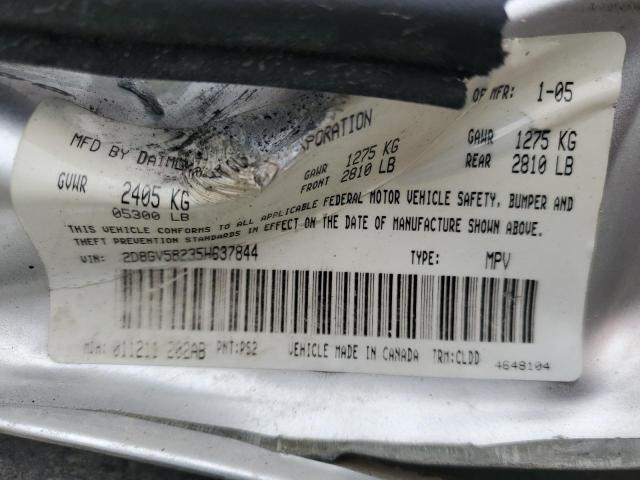 OF MFR: 1-05
MFD BY
GVWR 2405 KG
05300 LB
GAWR 1275 KG
FRONT 2810 LB
GAWR 1275 KG
REAR 2810 LB
THIS VEHICLE CONFORMS TO ALL APPLICABLE FEDERAL MOTOR VEHICLE SAFETY, BUMPER AND
THEFT PREVENTION STANDARDS IN EFFECT ON THE DATE OF MANUFACTURE SHOWN ABOVE.
VIN: 2D8GV58235H637844 TYPE: MPV
MDH: 011211 202AB PNT:PS2 VEHICLE MADE IN CANADA TRM:CLDD
4648104